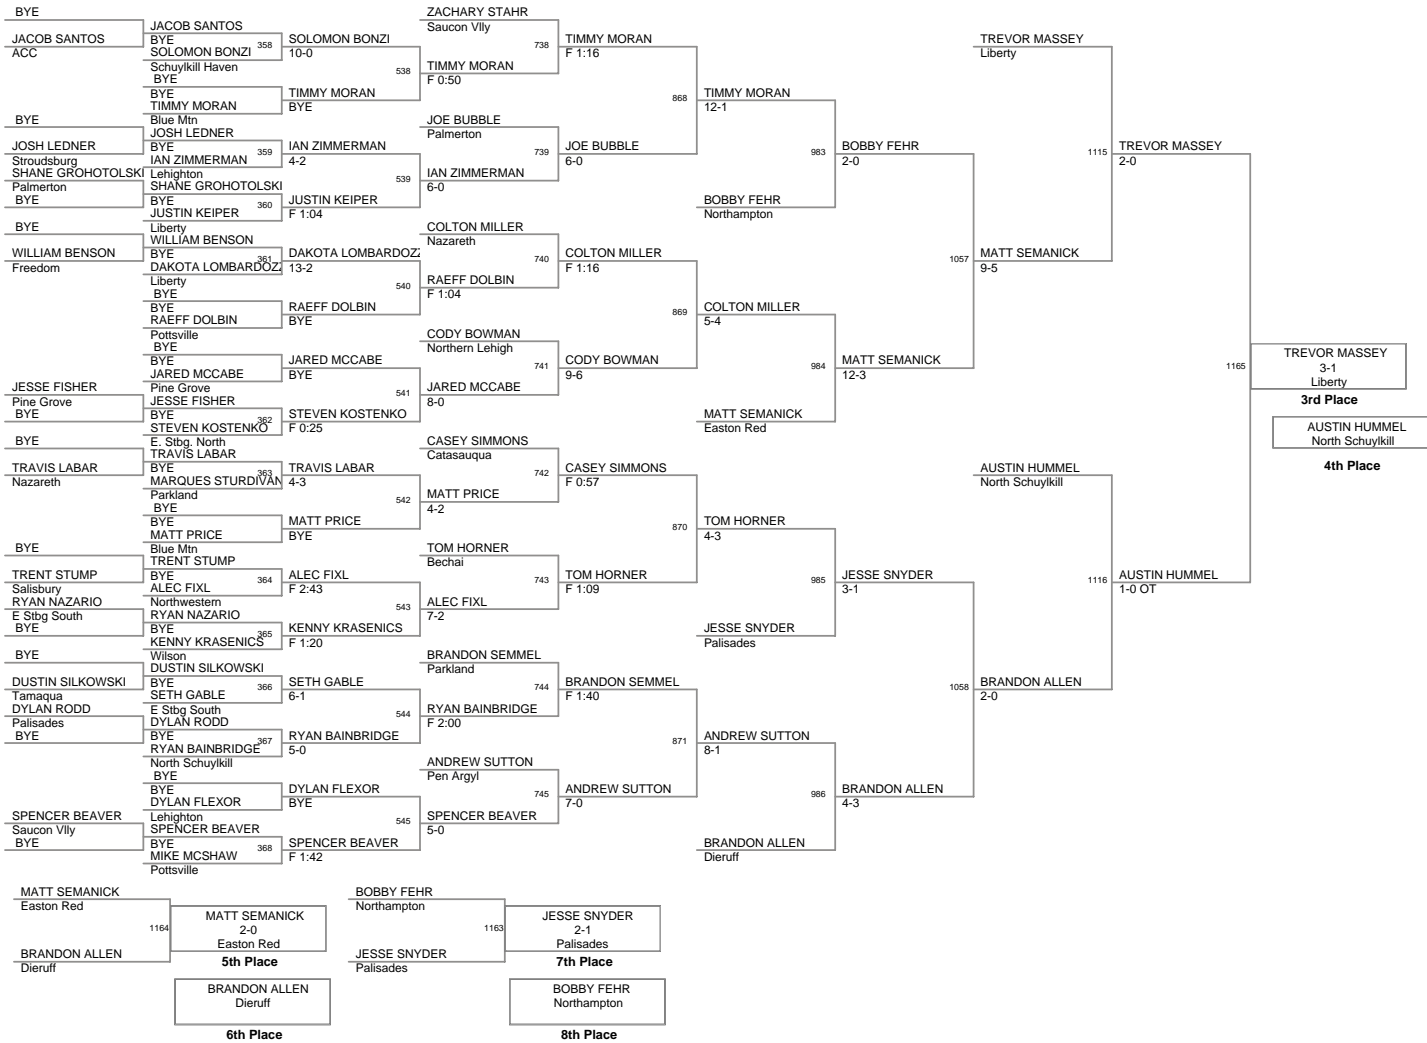 BYE
JACOB SANTOS
ACC
BYE
JOSH LEDNER
Stroudsburg
SHANE GROHOTOLSKI
Palmerton
BYE
BYE
WILLIAM BENSON
Freedom
JESSE FISHER
Pine Grove
BYE
BYE
TRAVIS LABAR
Nazareth
BYE
TRENT STUMP
Salisbury
RYAN NAZARIO
E Stbg South
BYE
BYE
DUSTIN SILKOWSKI
Tamaqua
DYLAN RODD
Palisades
BYE
SPENCER BEAVER
Saucon Vlly
BYE
JACOB SANTOS
BYE
358
SOLOMON BONZI
Schuylkill Haven
BYE
BYE
TIMMY MORAN
Blue Mtn
JOSH LEDNER
BYE
359
IAN ZIMMERMAN
Lehighton
SHANE GROHOTOLSKI
BYE
360
JUSTIN KEIPER
Liberty
WILLIAM BENSON
BYE
361
DAKOTA LOMBARDOZZ
Liberty
BYE
BYE
RAEFF DOLBIN
Pottsville
BYE
BYE
JARED MCCABE
Pine Grove
JESSE FISHER
BYE
362
STEVEN KOSTENKO
E. Stbg. North
TRAVIS LABAR
BYE
363
MARQUES STURDIVAN
Parkland
BYE
BYE
MATT PRICE
Blue Mtn
TRENT STUMP
BYE
364
ALEC FIXL
Northwestern
RYAN NAZARIO
BYE
365
KENNY KRASENICS
Wilson
DUSTIN SILKOWSKI
BYE
366
SETH GABLE
E Stbg South
DYLAN RODD
BYE
367
RYAN BAINBRIDGE
North Schuylkill
BYE
BYE
DYLAN FLEXOR
Lehighton
SPENCER BEAVER
BYE
368
MIKE MCSHAW
Pottsville
SOLOMON BONZI
10-0
538
TIMMY MORAN
BYE
IAN ZIMMERMAN
4-2
539
JUSTIN KEIPER
F 1:04
DAKOTA LOMBARDOZZ
13-2
540
RAEFF DOLBIN
BYE
JARED MCCABE
BYE
541
STEVEN KOSTENKO
F 0:25
TRAVIS LABAR
4-3
542
MATT PRICE
BYE
ALEC FIXL
F 2:43
543
KENNY KRASENICS
F 1:20
SETH GABLE
6-1
544
RYAN BAINBRIDGE
5-0
DYLAN FLEXOR
BYE
545
SPENCER BEAVER
F 1:42
ZACHARY STAHR
Saucon Vlly
738
TIMMY MORAN
F 0:50
JOE BUBBLE
Palmerton
739
IAN ZIMMERMAN
6-0
COLTON MILLER
Nazareth
740
RAEFF DOLBIN
F 1:04
CODY BOWMAN
Northern Lehigh
741
JARED MCCABE
8-0
CASEY SIMMONS
Catasauqua
742
MATT PRICE
4-2
TOM HORNER
Bechai
743
ALEC FIXL
7-2
BRANDON SEMMEL
Parkland
744
RYAN BAINBRIDGE
F 2:00
ANDREW SUTTON
Pen Argyl
745
SPENCER BEAVER
5-0
TIMMY MORAN
F 1:16
868
JOE BUBBLE
6-0
COLTON MILLER
F 1:16
869
CODY BOWMAN
9-6
CASEY SIMMONS
F 0:57
870
TOM HORNER
F 1:09
BRANDON SEMMEL
F 1:40
871
ANDREW SUTTON
7-0
TIMMY MORAN
12-1
983
BOBBY FEHR
Northampton
COLTON MILLER
5-4
984
MATT SEMANICK
Easton Red
TOM HORNER
4-3
985
JESSE SNYDER
Palisades
ANDREW SUTTON
8-1
986
BRANDON ALLEN
Dieruff
BOBBY FEHR
2-0
1057
MATT SEMANICK
12-3
JESSE SNYDER
3-1
1058
BRANDON ALLEN
4-3
TREVOR MASSEY
Liberty
1115
MATT SEMANICK
9-5
AUSTIN HUMMEL
North Schuylkill
1116
BRANDON ALLEN
2-0
TREVOR MASSEY
2-0
1165
AUSTIN HUMMEL
1-0 OT
TREVOR MASSEY
3-1
Liberty
3rd Place
AUSTIN HUMMEL
North Schuylkill
4th Place
MATT SEMANICK
Easton Red
1164
BRANDON ALLEN
Dieruff
MATT SEMANICK
2-0
Easton Red
5th Place
BRANDON ALLEN
Dieruff
6th Place
BOBBY FEHR
Northampton
1163
JESSE SNYDER
Palisades
JESSE SNYDER
2-1
Palisades
7th Place
BOBBY FEHR
Northampton
8th Place